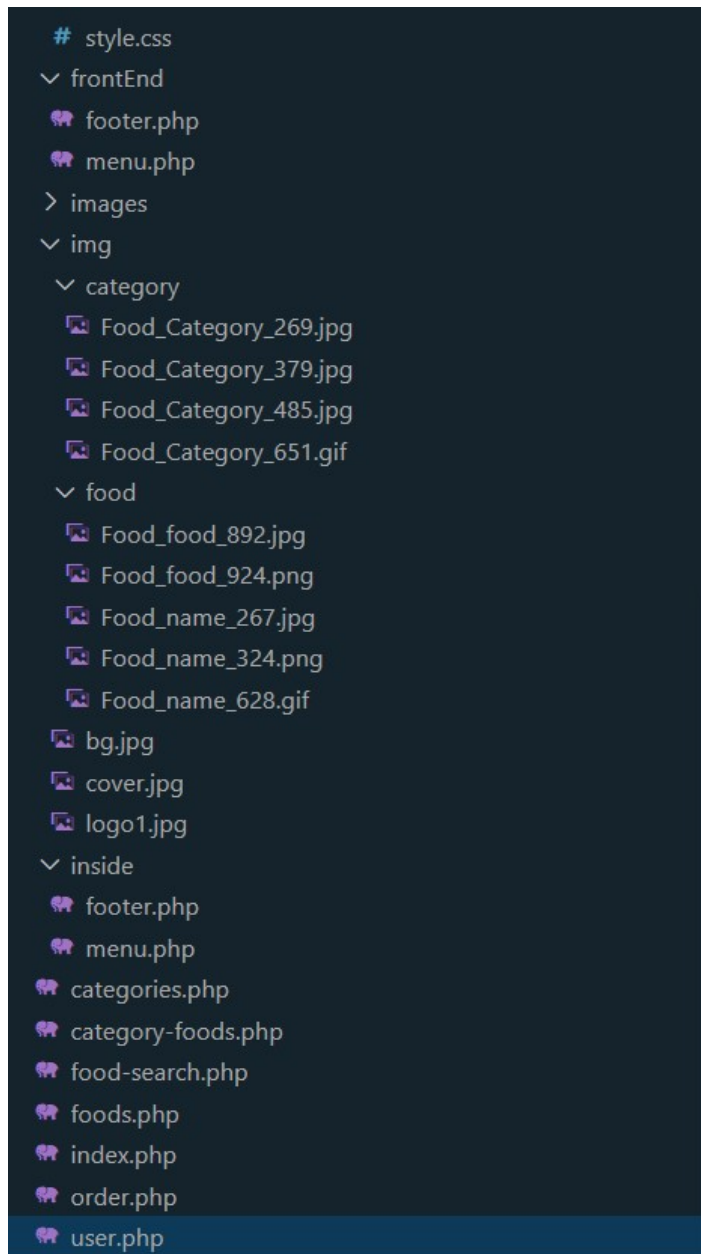 # style.css
frontEnd
footer.php
menu.php
images
img
category
Food_Category_269.jpg
Food_Category_379.jpg
Food_Category_485.jpg
Food_Category_651.gif
food
Food_food_892.jpg
Food_food_924.png
Food_name_267.jpg
Food_name_324.png
Food_name_628.gif
bg.jpg
cover.jpg
logo1.jpg
inside
footer.php
menu.php
categories.php
category-foods.php
food-search.php
foods.php
index.php
order.php
user.php